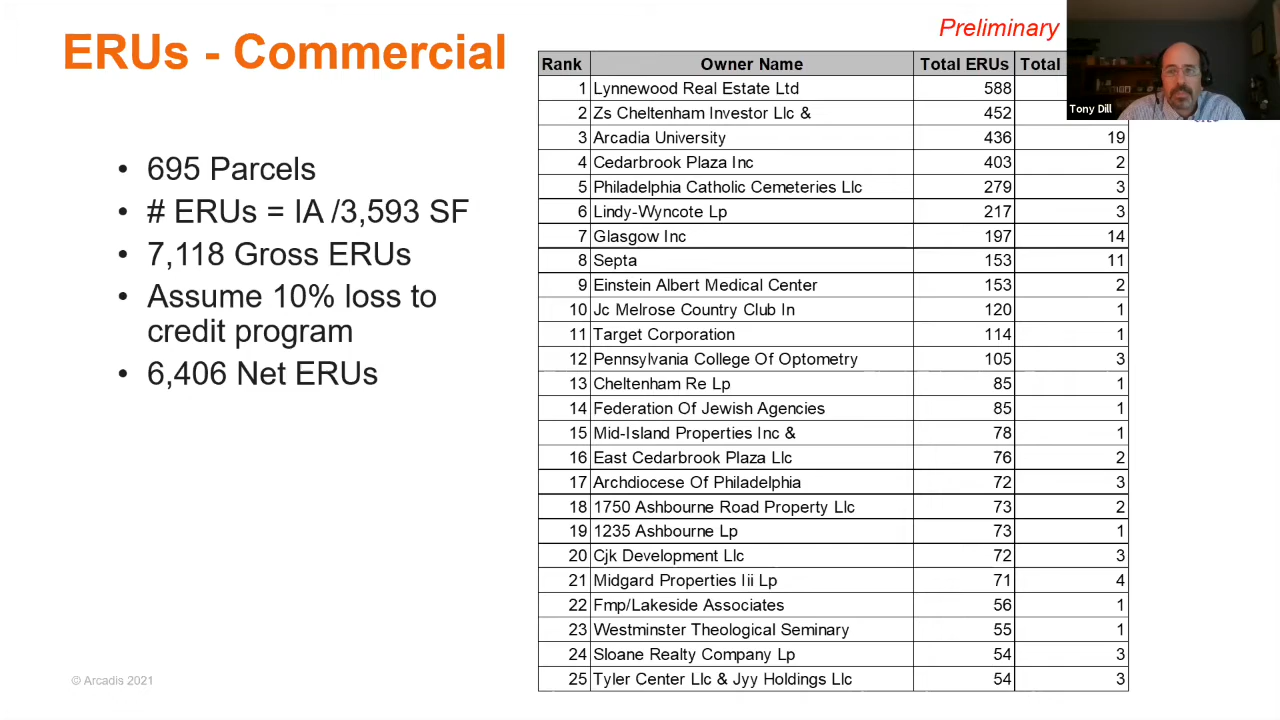 ERUs - Commercial
• 695 Parcels
• # ERUs = IA /3,593 SF
• 7,118 Gross ERUs
• Assume 10% loss to
credit program
• 6,406 Net ERUs
Preliminary
Rank Owner Name Total ERUs Total
1 Lynnewood Real Estate Ltd 588
2 Zs Cheltenham Investor Llc & 452
3 Arcadia University 436 19
4 Cedarbrook Plaza Inc 403 2
5 Philadelphia Catholic Cemeteries Llc 279 3
6 Lindy-Wyncote Lp 217 3
7 Glasgow Inc 197 14
8 Septa 153 11
9 Einstein Albert Medical Center 153 2
10 Jc Melrose Country Club In 120 1
11 Target Corporation 114 1
12 Pennsylvania College Of Optometry 105 3
13 Cheltenham Re Lp 85 1
14 Federation Of Jewish Agencies 85 1
15 Mid-Island Properties Inc & 78 1
16 East Cedarbrook Plaza Llc 76 2
17 Archdiocese Of Philadelphia 72 3
18 1750 Ashbourne Road Property Llc 73 2
19 1235 Ashbourne Lp 73 1
20 Cjk Development Llc 72 3
21 Midgard Properties Iii Lp 71 4
22 Fmp/Lakeside Associates 56 1
23 Westminster Theological Seminary 55 1
24 Sloane Realty Company Lp 54 3
25 Tyler Center Llc & Jyy Holdings Llc 54 3
Tony Dill
© Arcadis 2021